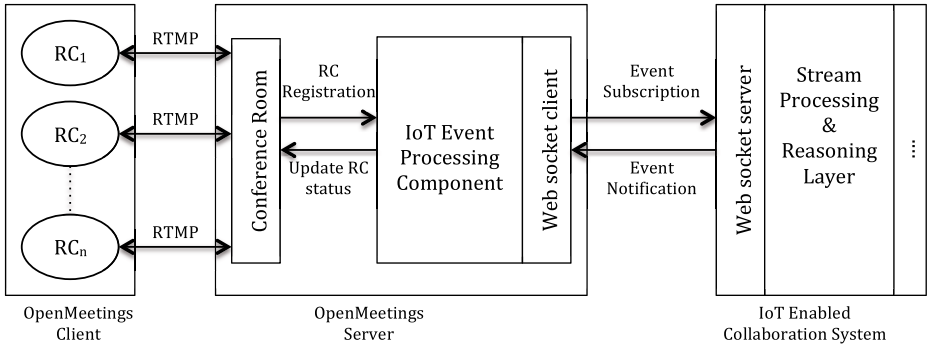 RC1
RTMP
RC2
RTMP
RCn
RTMP
OpenMeetings
Client
Conference Room
RC
Registration
Update RC
status
IoT Event
Processing
Component
Web socket client
OpenMeetings
Server
Event
Subscription
Event
Notification
Web socket server
Stream
Processing
&
Reasoning
Layer
....
IoT Enabled
Collaboration System